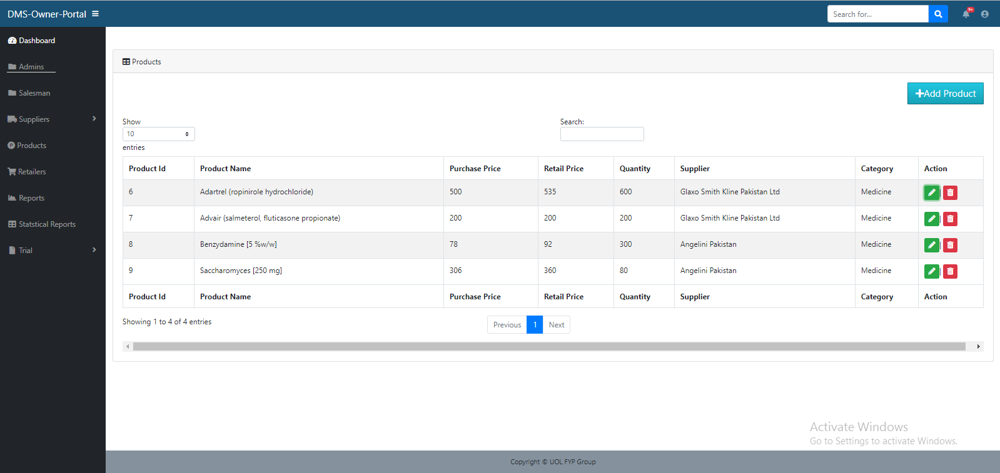 DMS-Owner-Portal
Search for...
9+
Dashboard
Admins
Salesman
Suppliers
P Products
Retailers
Reports
Statstical Reports
Trial
Products
+Add Product
Show
10
entries
Search:
Product Id Product Name Purchase Price Retail Price Quantity Supplier Category Action
6 Adartrel (ropinirole hydrochloride) 500 535 600 Glaxo Smith Kline Pakistan Ltd Medicine |
7 Advair (salmeterol, fluticasone propionate) 200 200 200 Glaxo Smith Kline Pakistan Ltd Medicine |
8 Benzydamine [5 %w/w] 78 92 300 Angelini Pakistan Medicine |
9 Saccharomyces [250 mg] 306 360 80 Angelini Pakistan Medicine |
Product Id Product Name Purchase Price Retail Price Quantity Supplier Category Action
Showing 1 to 4 of 4 entries
Previous 1 Next
Activate Windows
Go to Settings to activate Windows.
Copyright © UOL FYP Group